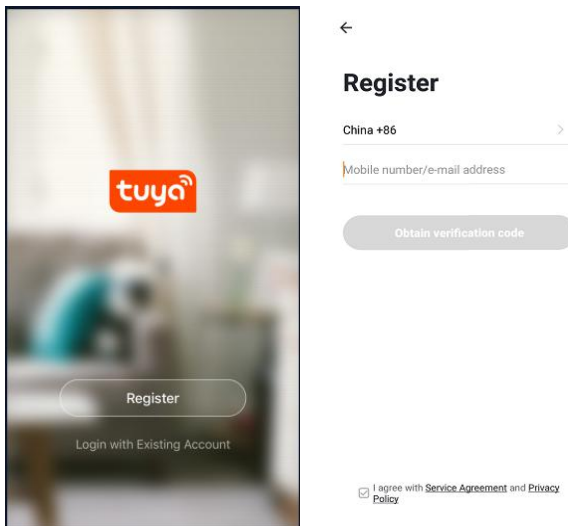 tuya
Register
Login with Existing Account
Register
China +86
Mobile number/e-mail address
Obtain verification code
I agree with Service Agreement and Privacy
Policy